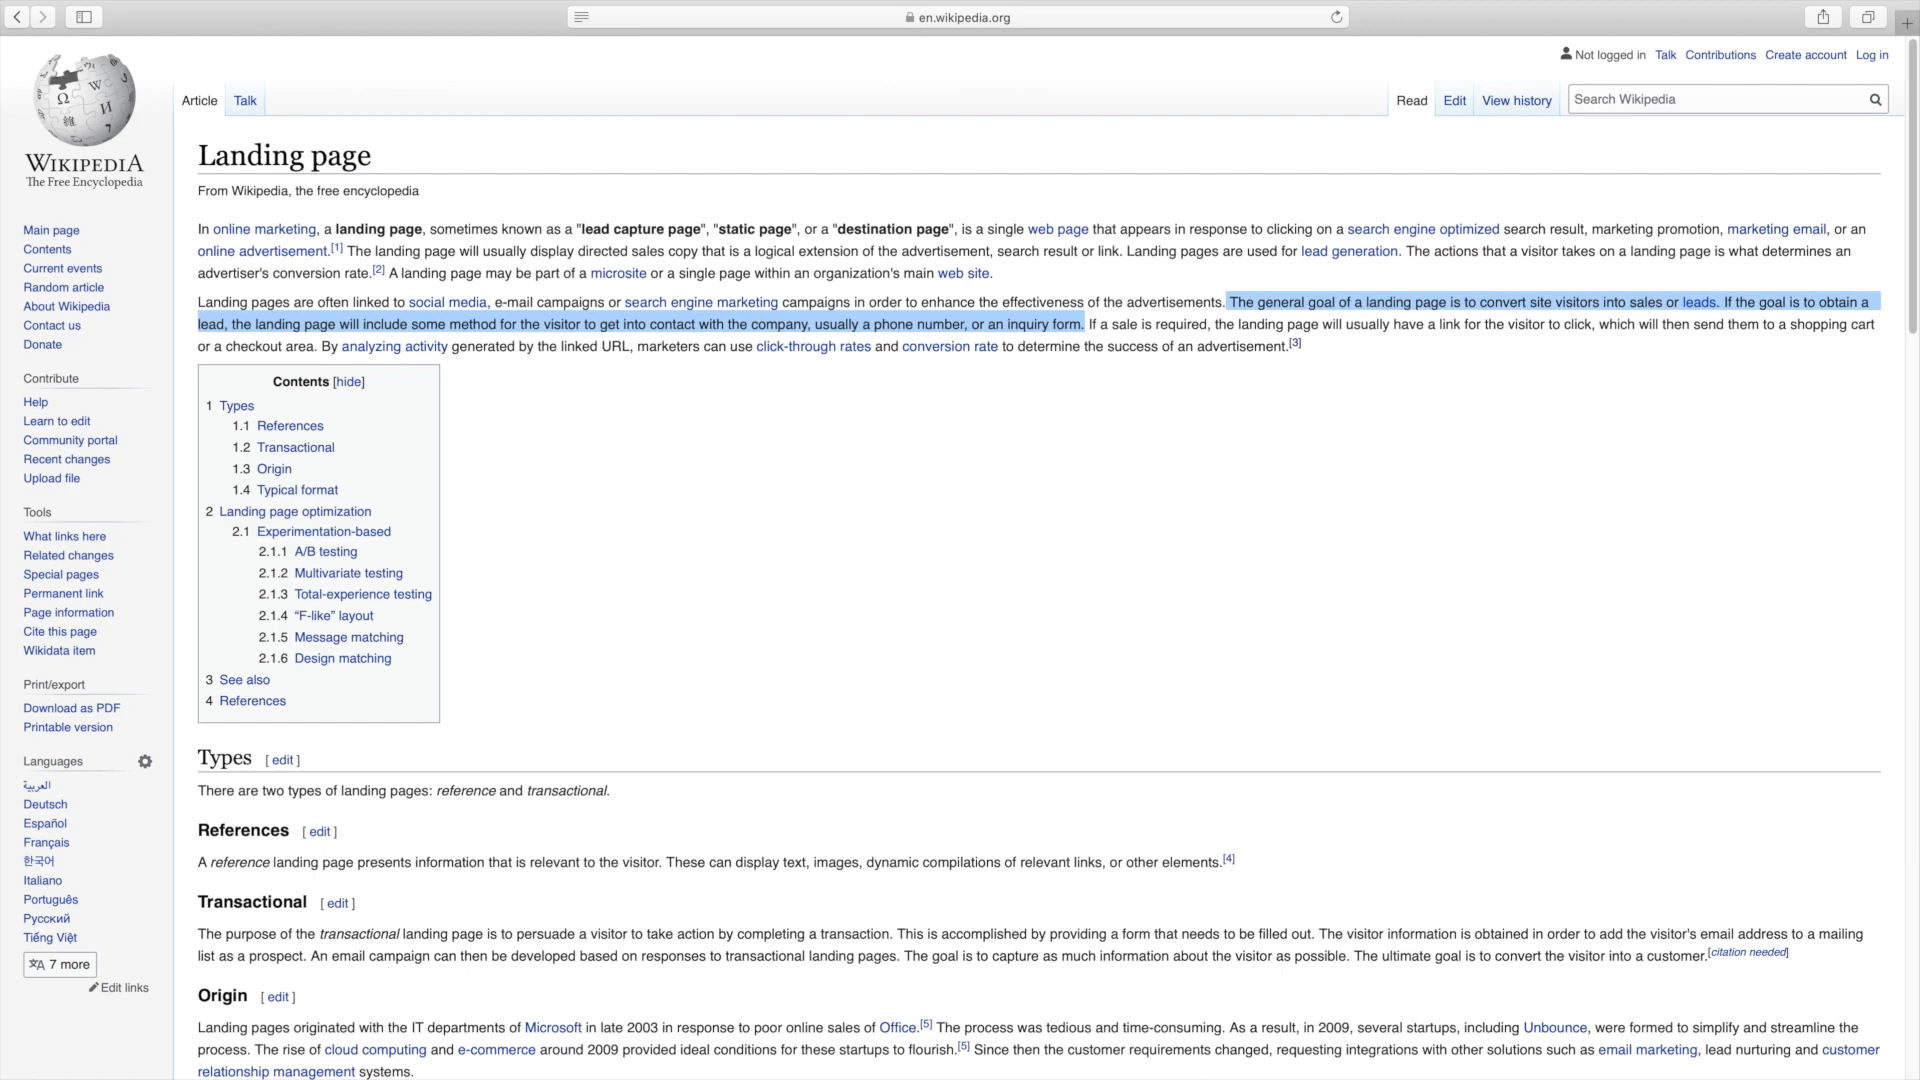 en.wikipedia.org
Not logged in Talk Contributions Create account Log in
Article Talk Read Edit View history Search Wikipedia
WIKIPEDIA
The Free Encyclopedia
Main page
Contents
Current events
Random article
About Wikipedia
Contact us
Donate
Contribute
Help
Learn to edit
Community portal
Recent changes
Upload file
Tools
What links here
Related changes
Special pages
Permanent link
Page information
Cite this page
Wikidata item
Print/export
Download as PDF
Printable version
Languages
العربية
Deutsch
Español
Français
한국어
Italiano
Português
Русский
Tiếng Việt
7 more
Edit links
Landing page
From Wikipedia, the free encyclopedia
In online marketing, a landing page, sometimes known as a "lead capture page", "static page", or a "destination page", is a single web page that appears in response to clicking on a search engine optimized search result, marketing promotion, marketing email, or an
online advertisement.[1] The landing page will usually display directed sales copy that is a logical extension of the advertisement, search result or link. Landing pages are used for lead generation. The actions that a visitor takes on a landing page is what determines an
advertiser's conversion rate.[2] A landing page may be part of a microsite or a single page within an organization's main web site.
Landing pages are often linked to social media, e-mail campaigns or search engine marketing campaigns in order to enhance the effectiveness of the advertisements. The general goal of a landing page is to convert site visitors into sales or leads. If the goal is to obtain a
lead, the landing page will include some method for the visitor to get into contact with the company, usually a phone number, or an inquiry form. If a sale is required, the landing page will usually have a link for the visitor to click, which will then send them to a shopping cart
or a checkout area. By analyzing activity generated by the linked URL, marketers can use click-through rates and conversion rate to determine the success of an advertisement.[3]
Contents [hide]
1 Types
1.1 References
1.2 Transactional
1.3 Origin
1.4 Typical format
2 Landing page optimization
2.1 Experimentation-based
2.1.1 A/B testing
2.1.2 Multivariate testing
2.1.3 Total-experience testing
2.1.4 “F-like” layout
2.1.5 Message matching
2.1.6 Design matching
3 See also
4 References
Types [ edit ]
There are two types of landing pages: reference and transactional.
References [ edit ]
A reference landing page presents information that is relevant to the visitor. These can display text, images, dynamic compilations of relevant links, or other elements.[4]
Transactional [ edit ]
The purpose of the transactional landing page is to persuade a visitor to take action by completing a transaction. This is accomplished by providing a form that needs to be filled out. The visitor information is obtained in order to add the visitor's email address to a mailing
list as a prospect. An email campaign can then be developed based on responses to transactional landing pages. The goal is to capture as much information about the visitor as possible. The ultimate goal is to convert the visitor into a customer.[citation needed]
Origin [ edit ]
Landing pages originated with the IT departments of Microsoft in late 2003 in response to poor online sales of Office.[5] The process was tedious and time-consuming. As a result, in 2009, several startups, including Unbounce, were formed to simplify and streamline the
process. The rise of cloud computing and e-commerce around 2009 provided ideal conditions for these startups to flourish.[5] Since then the customer requirements changed, requesting integrations with other solutions such as email marketing, lead nurturing and customer
relationship management systems.